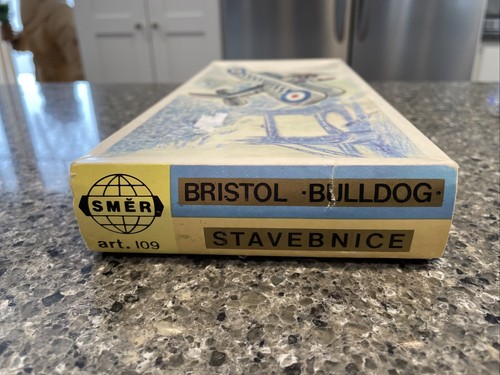 SMĚR
art. 109
BRISTOL · BULLDOG ·
STAVEBNICE